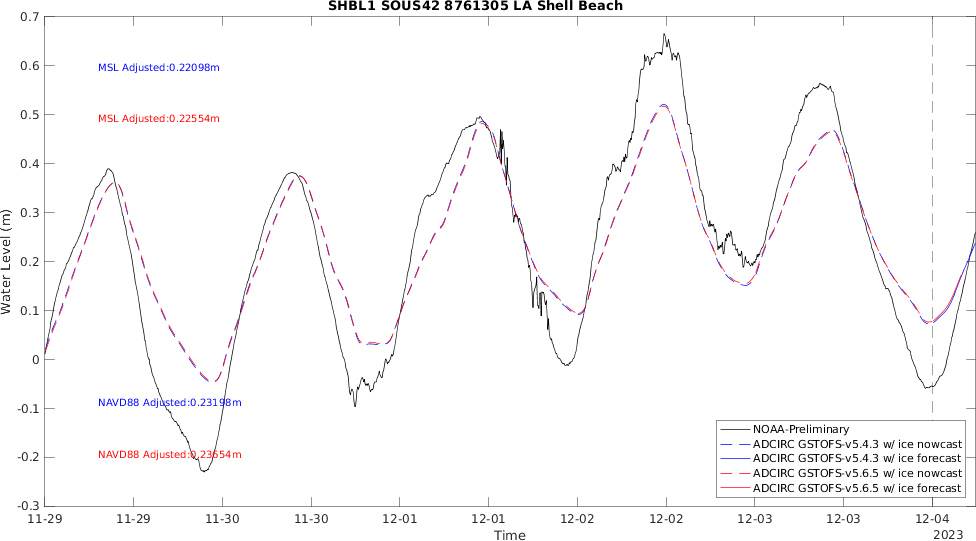 SHBL1 SOUS42 8761305 LA Shell Beach
0.7
0.6
0.5
0.4
0.3
0.2
0.1
0
-0.1
-0.2
-0.3
Water Level (m)
MSL Adjusted:0.22098m
MSL Adjusted:0.22554m
NAVD88 Adjusted:0.23198m
NAVD88 Adjusted:0.23654m
NOAA-Preliminary
ADCIRC GSTOFS-v5.4.3 w/ ice nowcast
ADCIRC GSTOFS-v5.4.3 w/ ice forecast
ADCIRC GSTOFS-v5.6.5 w/ ice nowcast
ADCIRC GSTOFS-v5.6.5 w/ ice forecast
11-29 11-29 11-30 11-30 12-01 12-01 12-02 12-02 12-03 12-03 12-04
2023
Time